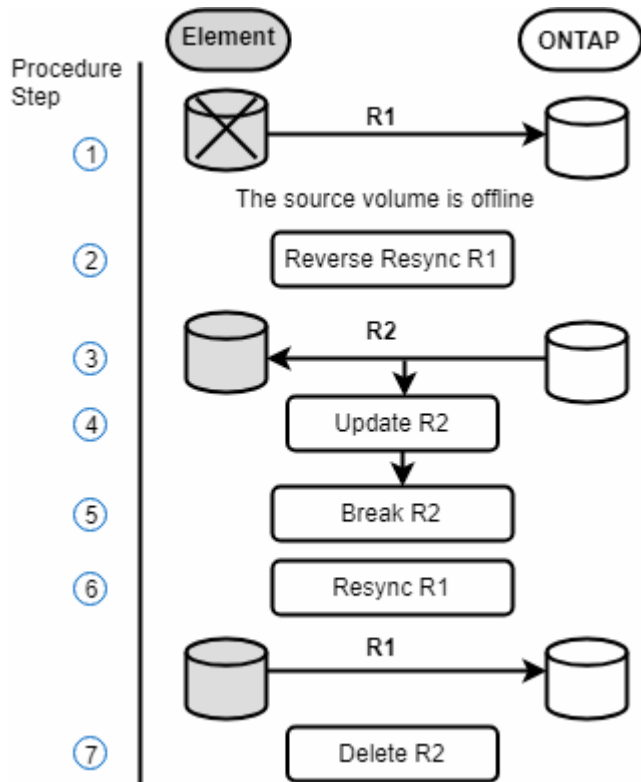 Element
ONTAP
Procedure
Step
R1
1
The source volume is offline
2
Reverse Resync R1
R2
3
4
Update R2
5
Break R2
6
Resync R1
R1
7
Delete R2